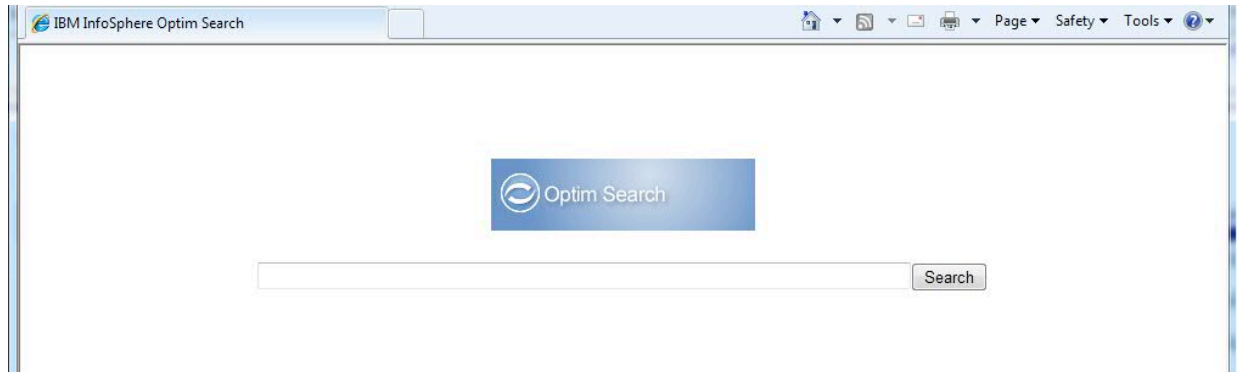 IBM InfoSphere Optim Search
Page Safety Tools
Optim Search
Search